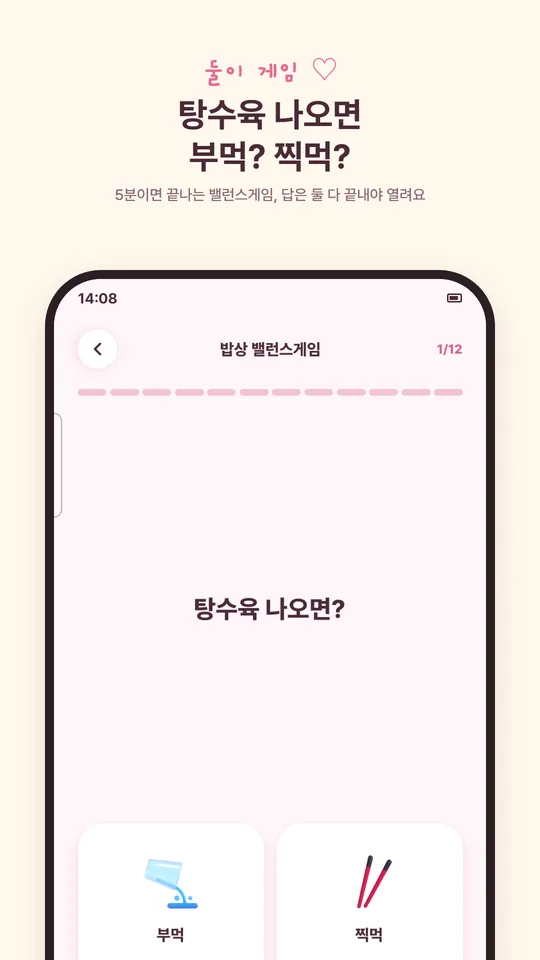 둘이 게임 ♡
탕수육 나오면
부먹? 찍먹?
5분이면 끝나는 밸런스게임, 답은 둘 다 끝내야 열려요
14:08
밥상 밸런스게임
1/12
탕수육 나오면?
부먹
찍먹